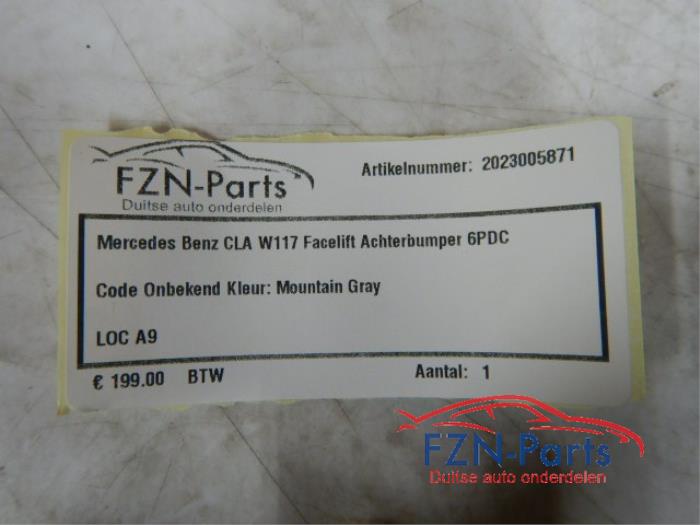 FZN-Parts
Duitse auto onderdelen
Artikelnummer: 2023005871
Mercedes Benz CLA W117 Facelift Achterbumper 6PDC
Code Onbekend Kleur: Mountain Gray
LOC A9
€ 199.00 BTW
Aantal: 1
FZN-Parts
Duitse auto onderdelen